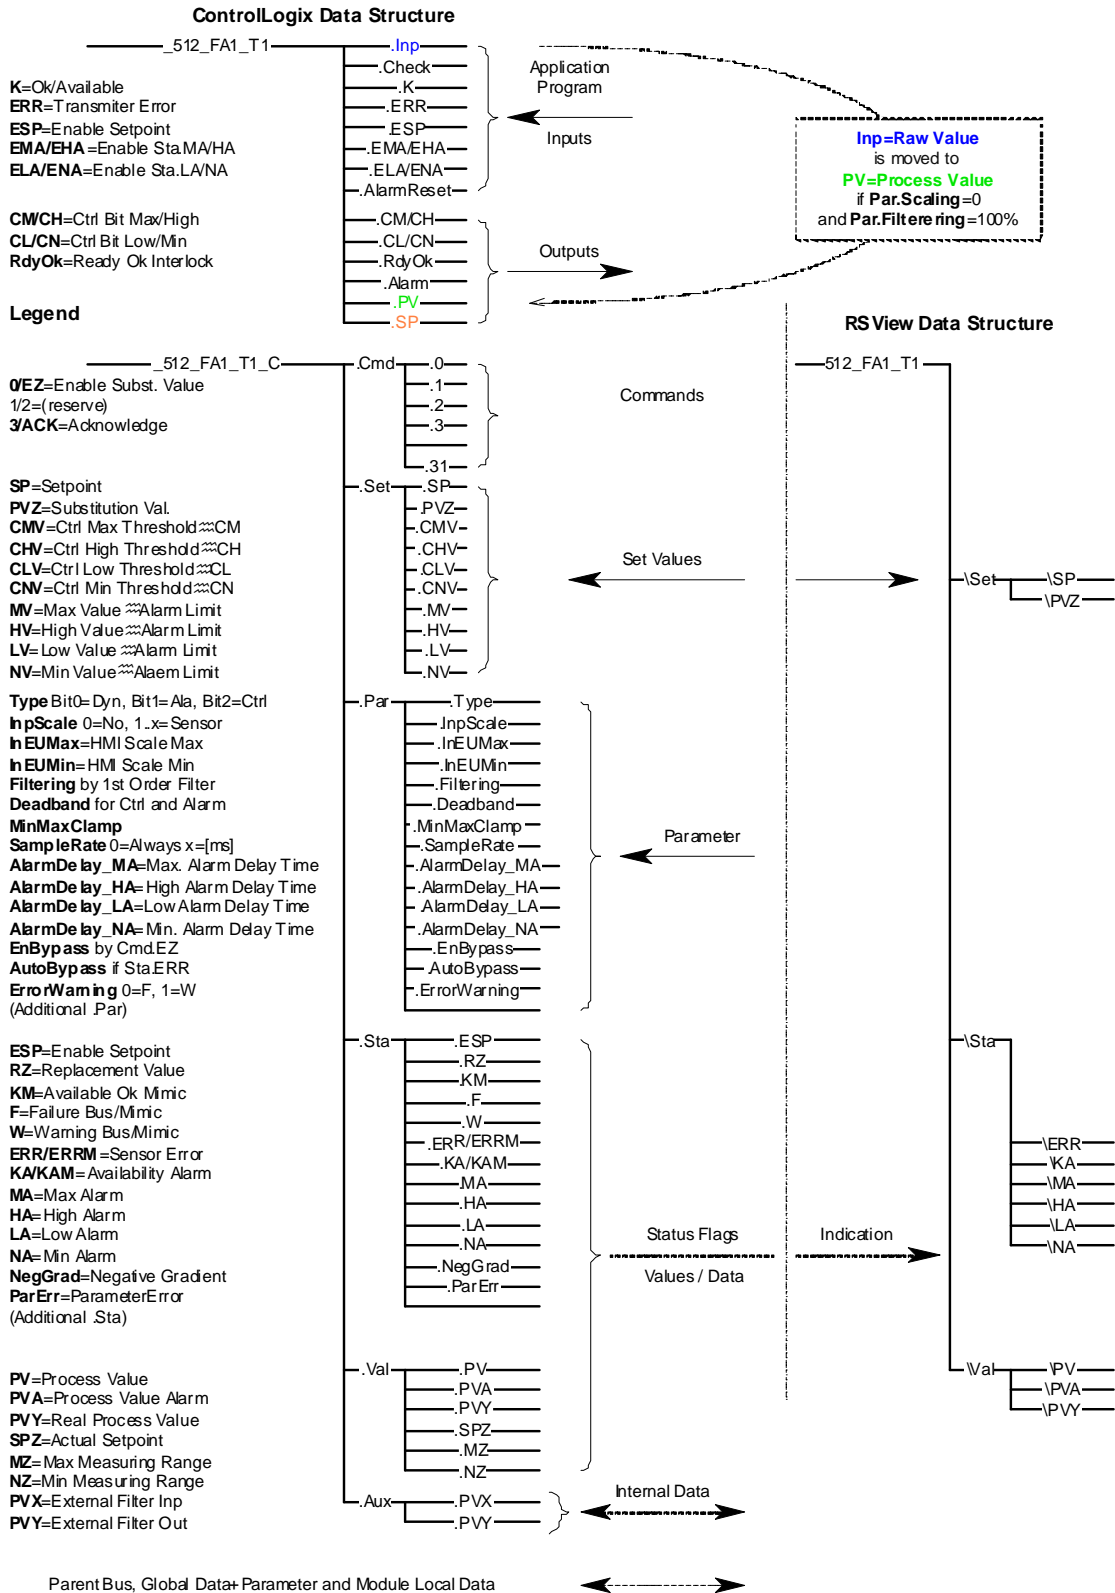 ControlLogix Data Structure
_512_FA1_T1
.Inp
.Check
.K
.ERR
.ESP
.EMA/EHA
.ELA/ENA
.AlarmReset
K=Ok/Available
ERR=Transmiter Error
ESP=Enable Setpoint
EMA/EHA=Enable Sta.MA/HA
ELA/ENA=Enable Sta.LA/NA
Application
Program
Inputs
Inp=Raw Value
is moved to
PV=Process Value
if Par.Scaling=0
and Par.Filterering=100%
CM/CH=Ctrl Bit Max/High
CL/CN=Ctrl Bit Low/Min
RdyOk=Ready Ok Interlock
.CM/CH
.CL/CN
.RdyOk
.Alarm
.PV
.SP
Outputs
Legend
RSView Data Structure
_512_FA1_T1_C
.Cmd
.0
.1
.2
.3
.31
0/EZ=Enable Subst. Value
1/2=(reserve)
3/ACK=Acknowledge
Commands
512_FA1_T1
SP=Setpoint
PVZ=Substitution Val.
CMV=Ctrl Max Threshold CM
CHV=Ctrl High Threshold CH
CLV=Ctrl Low Threshold CL
CNV=Ctrl Min Threshold CN
MV=Max Value Alarm Limit
HV=High Value Alarm Limit
LV=Low Value Alarm Limit
NV=Min Value Alaem Limit
.Set
.SP
.PVZ
.CMV
.CHV
.CLV
.CNV
.MV
.HV
.LV
.NV
Set Values
\Set
\SP
\PVZ
Type Bit0=Dyn, Bit1=Ala, Bit2=Ctrl
InpScale 0=No, 1..x=Sensor
InEUMax=HMI Scale Max
InEUMin=HMI Scale Min
Filtering by 1st Order Filter
Deadband for Ctrl and Alarm
MinMaxClamp
SampleRate 0=Always x=[ms]
AlarmDelay_MA=Max. Alarm Delay Time
AlarmDelay_HA=High Alarm Delay Time
AlarmDelay_LA=Low Alarm Delay Time
AlarmDelay_NA=Min. Alarm Delay Time
EnBypass by Cmd.EZ
AutoBypass if Sta.ERR
ErrorWarning 0=F, 1=W
(Additional .Par)
.Par
.Type
.InpScale
.InEUMax
.InEUMin
.Filtering
.Deadband
.MinMaxClamp
.SampleRate
.AlarmDelay_MA
.AlarmDelay_HA
.AlarmDelay_LA
.AlarmDelay_NA
.EnBypass
.AutoBypass
.ErrorWarning
Parameter
ESP=Enable Setpoint
RZ=Replacement Value
KM=Available Ok Mimic
F=Failure Bus/Mimic
W=Warning Bus/Mimic
ERR/ERRM=Sensor Error
KA/KAM=Availability Alarm
MA=Max Alarm
HA=High Alarm
LA=Low Alarm
NA=Min Alarm
NegGrad=Negative Gradient
ParErr=ParameterError
(Additional .Sta)
.Sta
.ESP
.RZ
.KM
.F
.W
.ERR/ERRM
.KA/KAM
.MA
.HA
.LA
.NA
.NegGrad
.ParErr
Status Flags
Values / Data
Indication
\Sta
\ERR
\KA
\MA
\HA
\LA
\NA
PV=Process Value
PVA=Process Value Alarm
PVY=Real Process Value
SPZ=Actual Setpoint
MZ=Max Measuring Range
NZ=Min Measuring Range
PVX=External Filter Inp
PVY=External Filter Out
.Val
.PV
.PVA
.PVY
.SPZ
.MZ
.NZ
\Val
\PV
\PVA
\PVY
.Aux
.PVX
.PVY
Internal Data
Parent Bus, Global Data+Parameter and Module Local Data